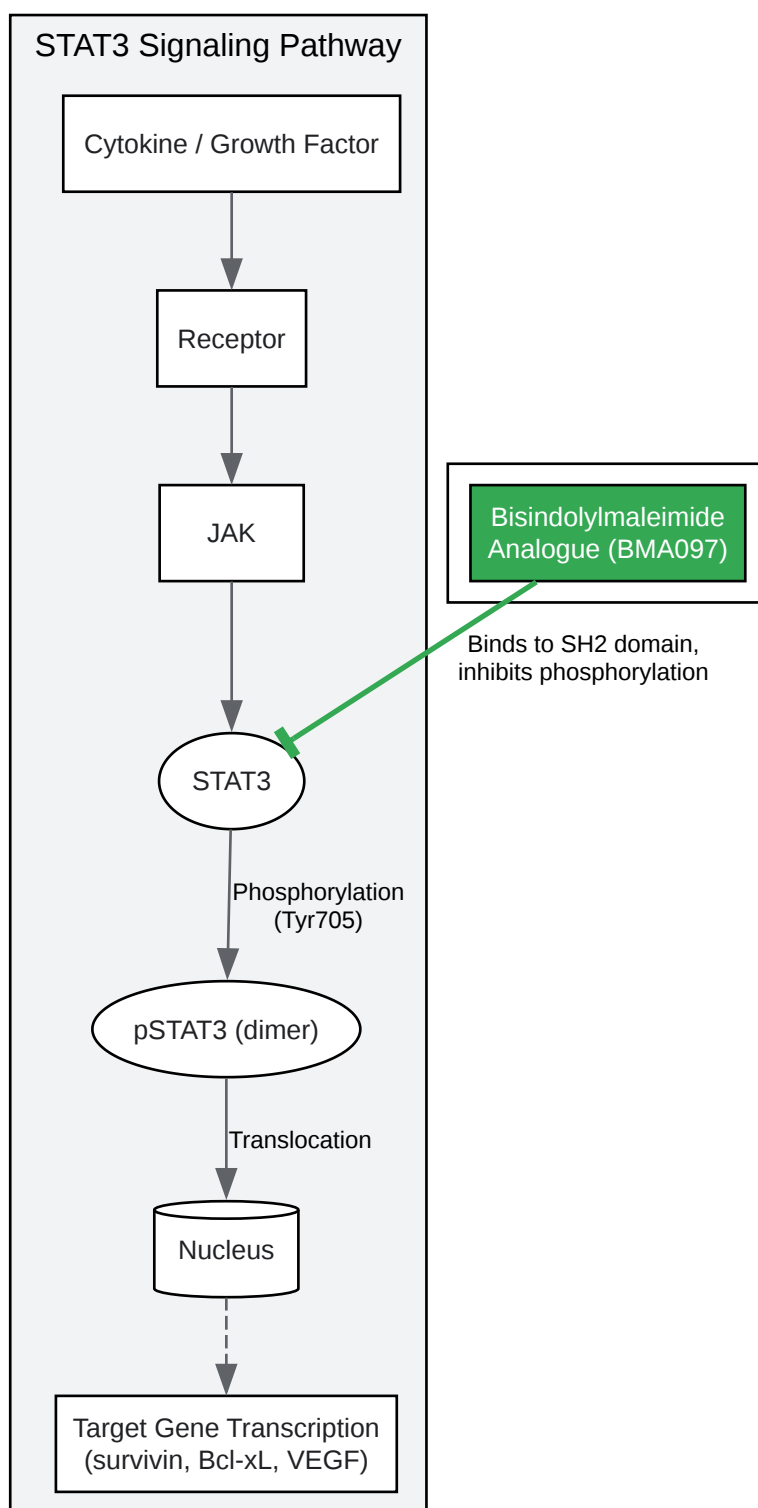 STAT3 Signaling Pathway
Cytokine / Growth Factor
Receptor
JAK
Bisindolylmaleimide
Analogue (BMA097)
Binds to SH2 domain,
inhibits phosphorylation
STAT3
Phosphorylation
(Tyr705)
pSTAT3 (dimer)
Translocation
Nucleus
Target Gene Transcription
(survivin, Bcl-xL, VEGF)